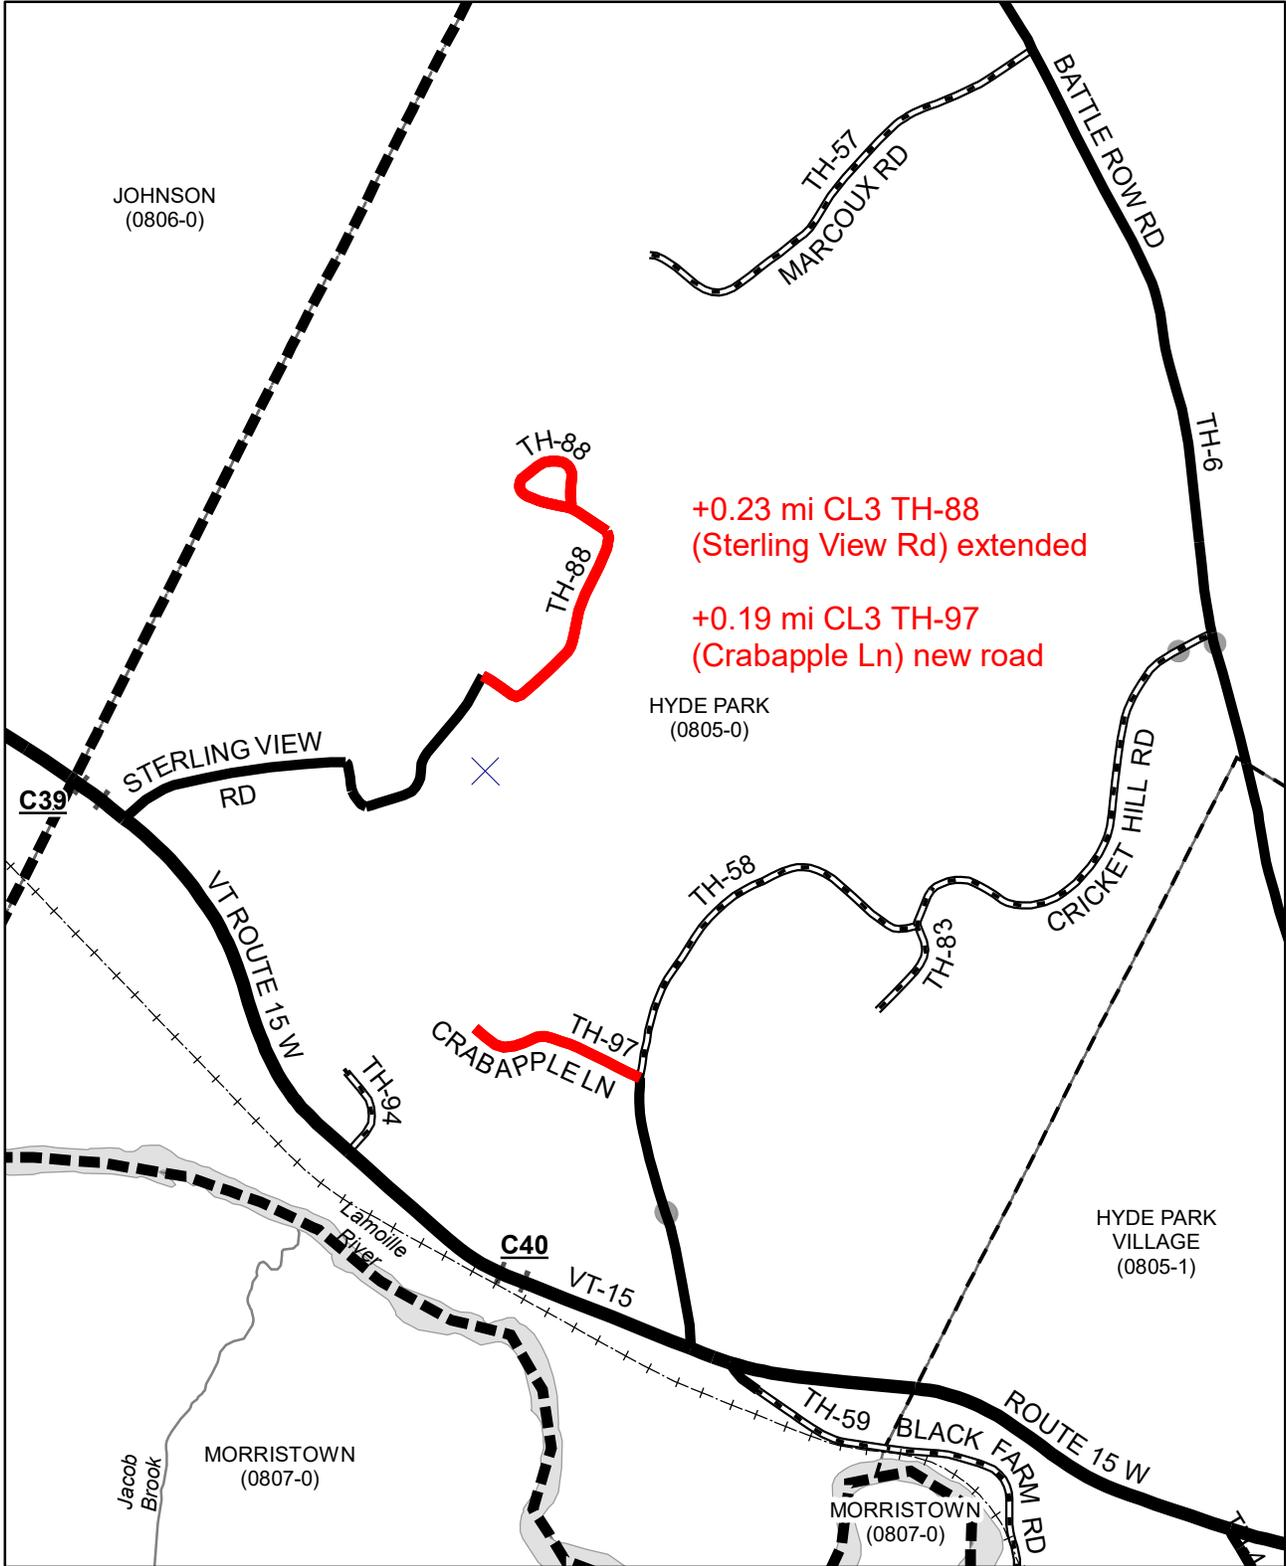 BATTLE ROW RD
TH-57
MARCOUX RD
JOHNSON
(0806-0)
TH-6
TH-88
TH-88
+0.23 mi CL3 TH-88
(Sterling View Rd) extended
+0.19 mi CL3 TH-97
(Crabapple Ln) new road
HYDE PARK
(0805-0)
STERLING VIEW
RD
C39
CRICKET HILL RD
TH-58
TH-83
VT ROUTE 15 W
TH-97
CRABAPPLE LN
TH-94
Lamoille
River
C40
VT-15
HYDE PARK
VILLAGE
(0805-1)
TH-59
BLACK FARM RD
ROUTE 15 W
MORRISTOWN
(0807-0)
Jacob
Brook
MORRISTOWN
(0807-0)